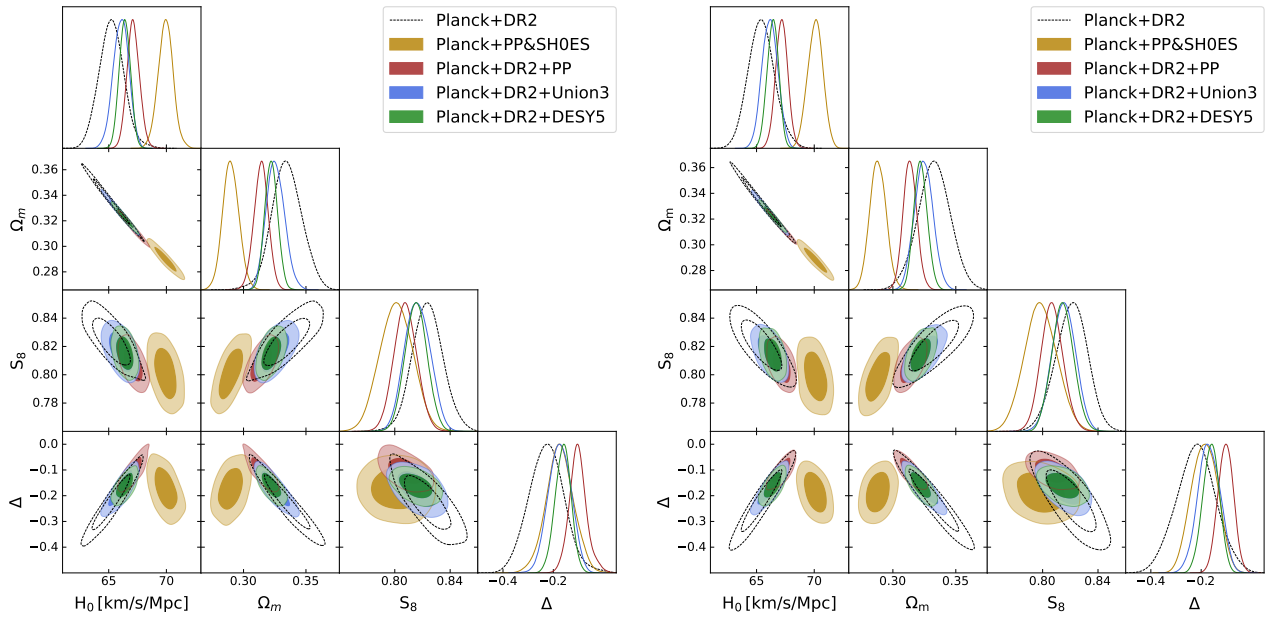 Planck+DR2
Planck+PP&SH0ES
Planck+DR2+PP
Planck+DR2+Union3
Planck+DR2+DESY5
0.36
0.34
0.32
0.30
0.28
Ωₘ
0.84
0.82
0.80
0.78
S₈
0.0
−0.1
−0.2
−0.3
−0.4
Δ
65 70
0.30 0.35
0.80 0.84
−0.4 −0.2
H₀ [km/s/Mpc] Ωₘ S₈ Δ
Planck+DR2
Planck+PP&SH0ES
Planck+DR2+PP
Planck+DR2+Union3
Planck+DR2+DESY5
0.36
0.34
0.32
0.30
0.28
Ωₘ
0.84
0.82
0.80
0.78
S₈
0.0
−0.1
−0.2
−0.3
−0.4
Δ
65 70
0.30 0.35
0.80 0.84
−0.4 −0.2
H₀ [km/s/Mpc] Ωₘ S₈ Δ